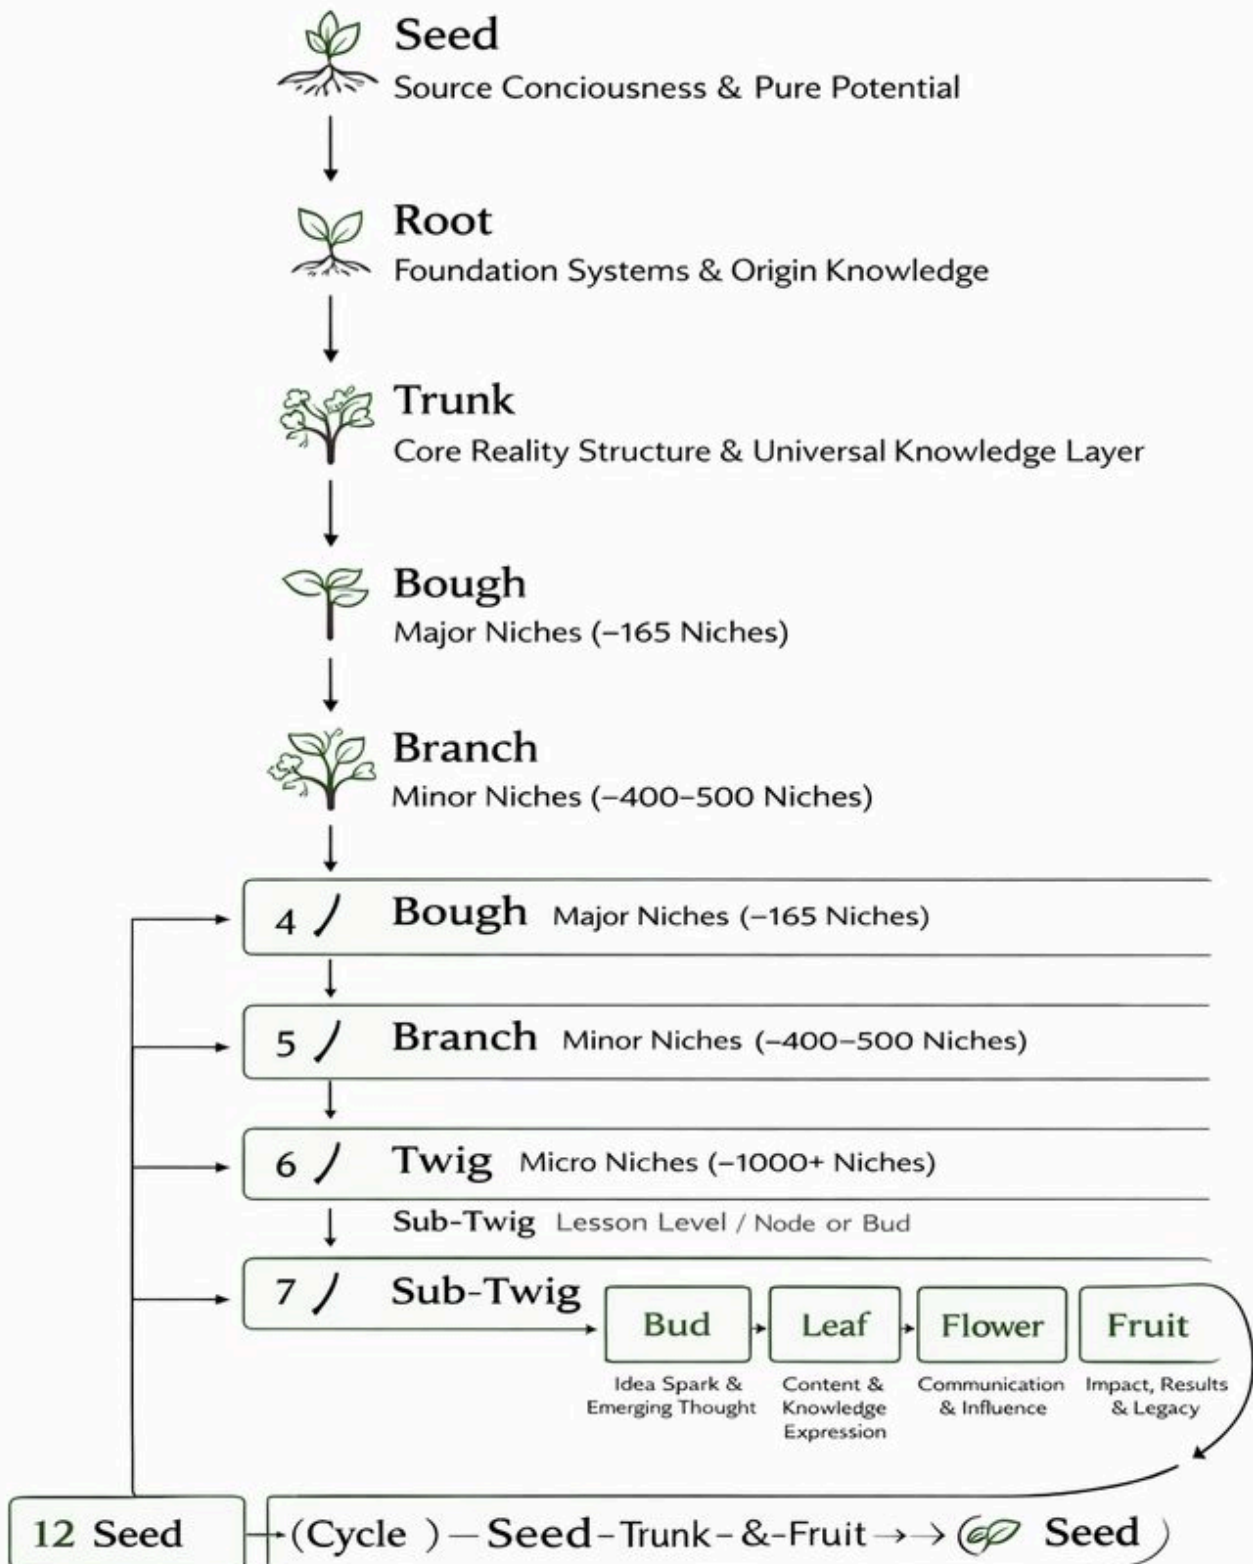 Seed
Source Conciousness & Pure Potential
Root
Foundation Systems & Origin Knowledge
Trunk
Core Reality Structure & Universal Knowledge Layer
Bough
Major Niches (–165 Niches)
Branch
Minor Niches (–400–500 Niches)
4 Bough Major Niches (–165 Niches)
5 Branch Minor Niches (–400–500 Niches)
6 Twig Micro Niches (–1000+ Niches)
Sub-Twig Lesson Level / Node or Bud
7 Sub-Twig
Bud
Leaf
Flower
Fruit
Idea Spark &
Emerging Thought
Content &
Knowledge
Expression
Communication
& Influence
Impact, Results
& Legacy
12 Seed
(Cycle ) – Seed – Trunk – & – Fruit →→ ( Seed )